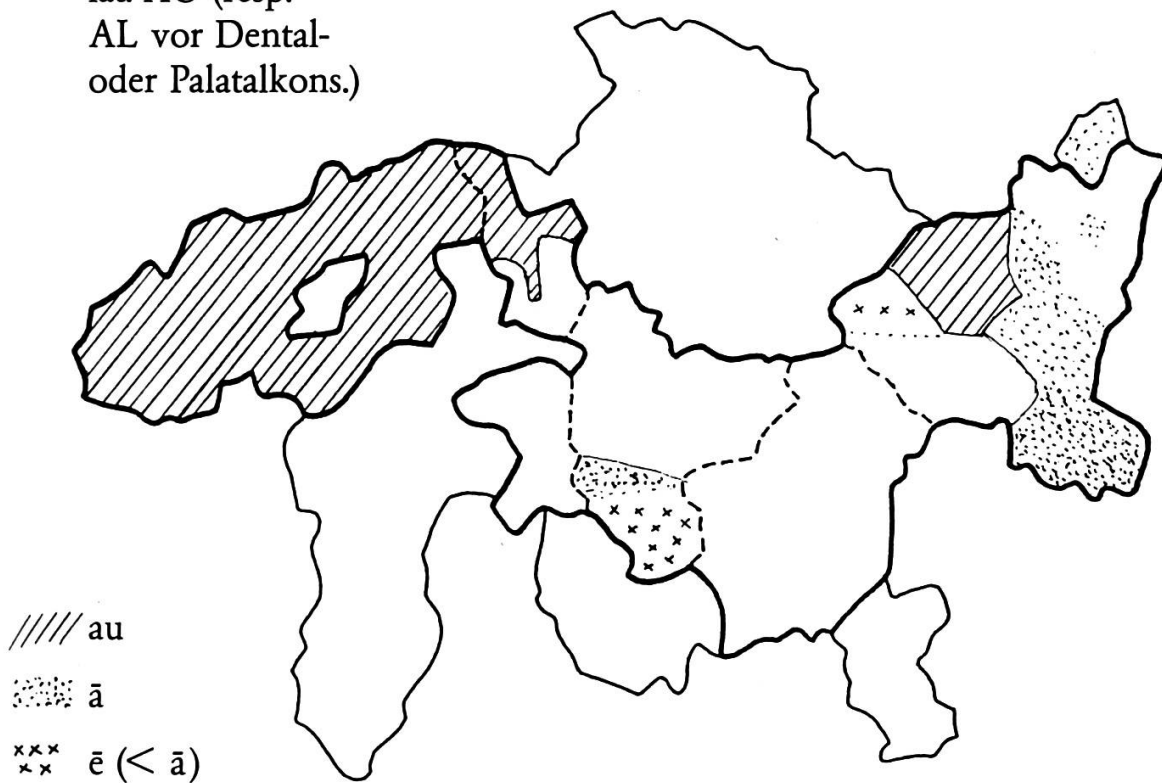 AL vor Dental-
oder Palatalkons.)
au
ā
ē (< ā)